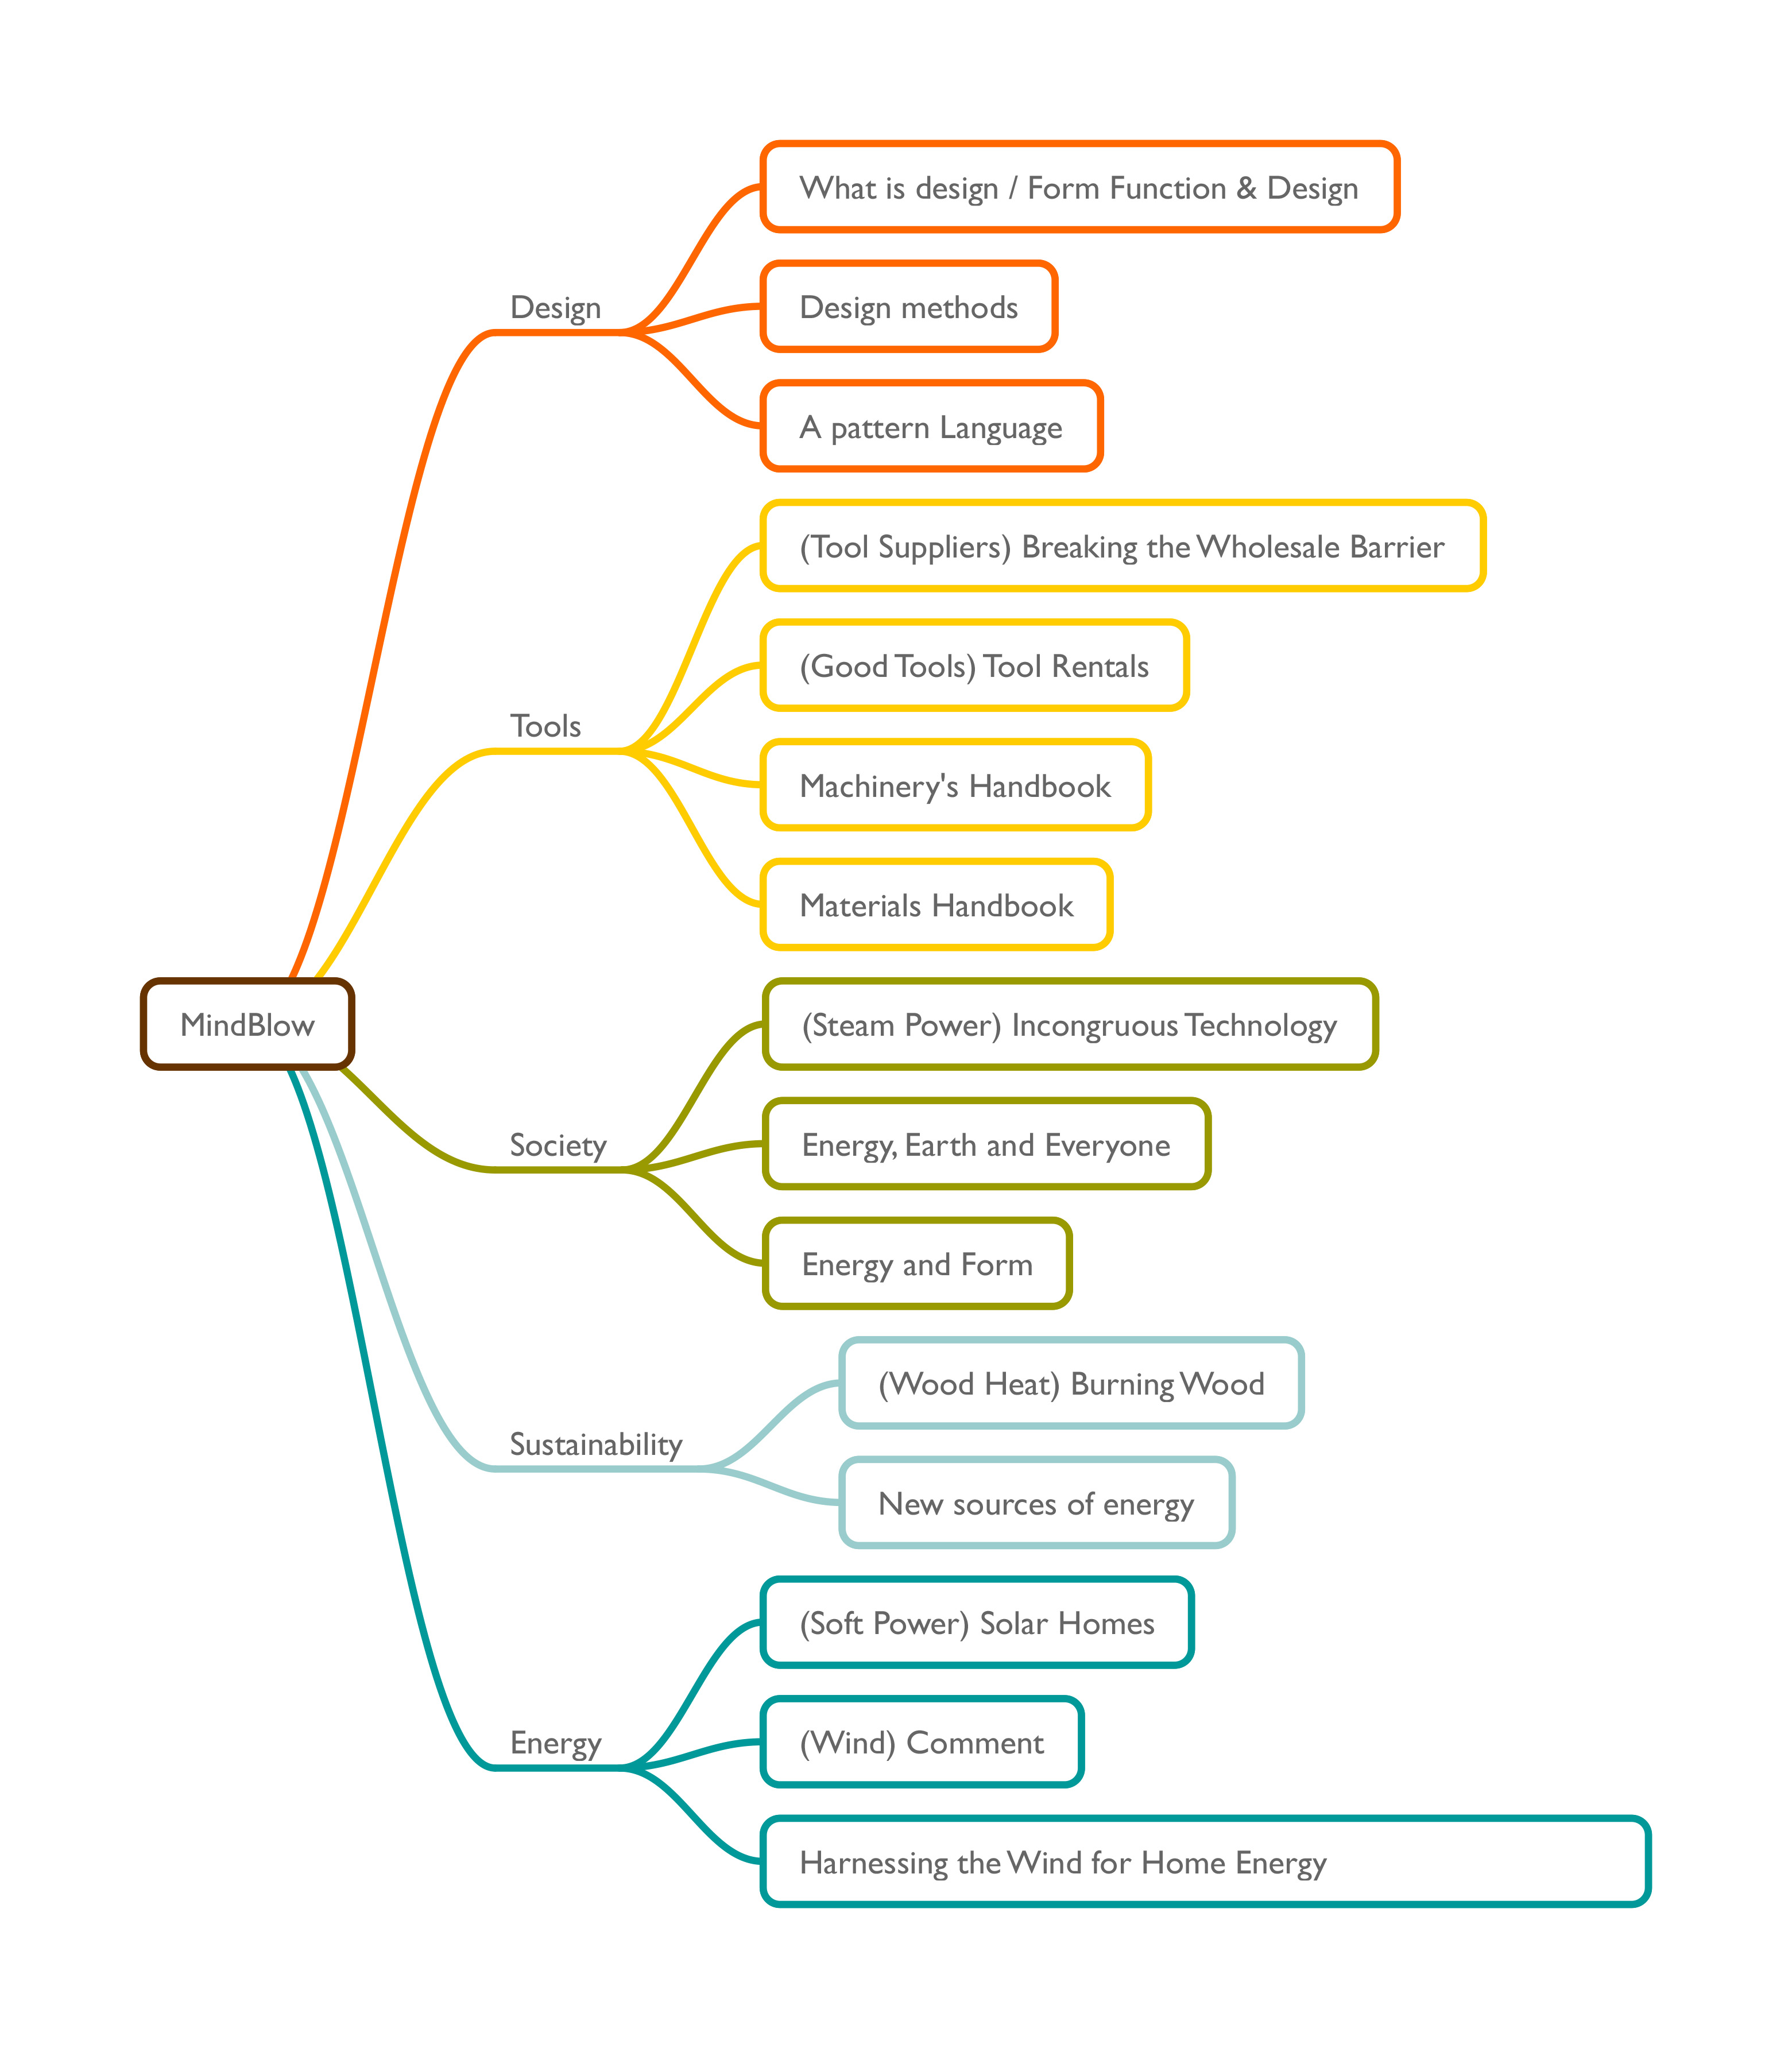 What is design / Form Function & Design
Design methods
Design
A pattern Language
(Tool Suppliers) Breaking the Wholesale Barrier
(Good Tools) Tool Rentals
Tools
Machinery's Handbook
Materials Handbook
MindBlow
(Steam Power) Incongruous Technology
Society
Energy, Earth and Everyone
Energy and Form
(Wood Heat) Burning Wood
Sustainability
New sources of energy
(Soft Power) Solar Homes
Energy
(Wind) Comment
Harnessing the Wind for Home Energy